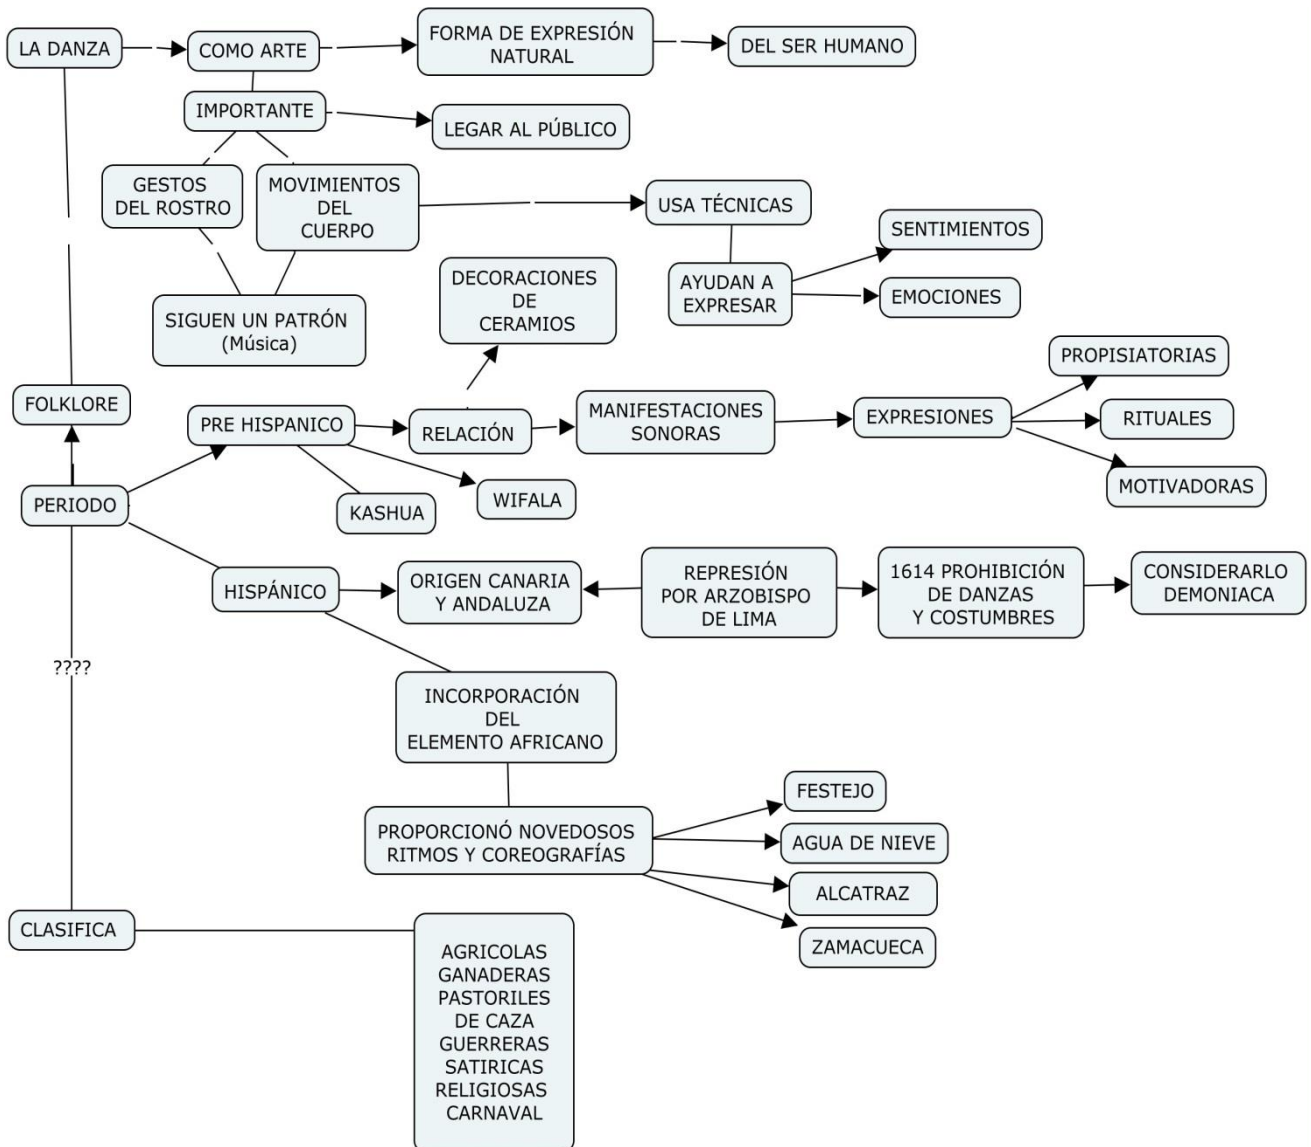 LA DANZA
COMO ARTE
FORMA DE EXPRESIÓN
NATURAL
DEL SER HUMANO
IMPORTANTE
LEGAR AL PÚBLICO
GESTOS
DEL ROSTRO
MOVIMIENTOS
DEL
CUERPO
USA TÉCNICAS
SENTIMIENTOS
AYUDAN A
EXPRESAR
EMOCIONES
SIGUEN UN PATRÓN
(Música)
DECORACIONES
DE
CERAMIOS
FOLKLORE
PRE HISPANICO
RELACIÓN
MANIFESTACIONES
SONORAS
EXPRESIONES
PROPISIATORIAS
RITUALES
MOTIVADORAS
PERIODO
KASHUA
WIFALA
HISPÁNICO
ORIGEN CANARIA
Y ANDALUZA
REPRESIÓN
POR ARZOBISPO
DE LIMA
1614 PROHIBICIÓN
DE DANZAS
Y COSTUMBRES
CONSIDERARLO
DEMONIACA
????
INCORPORACIÓN
DEL
ELEMENTO AFRICANO
PROPORCIONÓ NOVEDOSOS
RITMOS Y COREOGRAFÍAS
FESTEJO
AGUA DE NIEVE
ALCATRAZ
ZAMACUECA
CLASIFICA
AGRICOLAS
GANADERAS
PASTORILES
DE CAZA
GUERRERAS
SATIRICAS
RELIGIOSAS
CARNAVAL